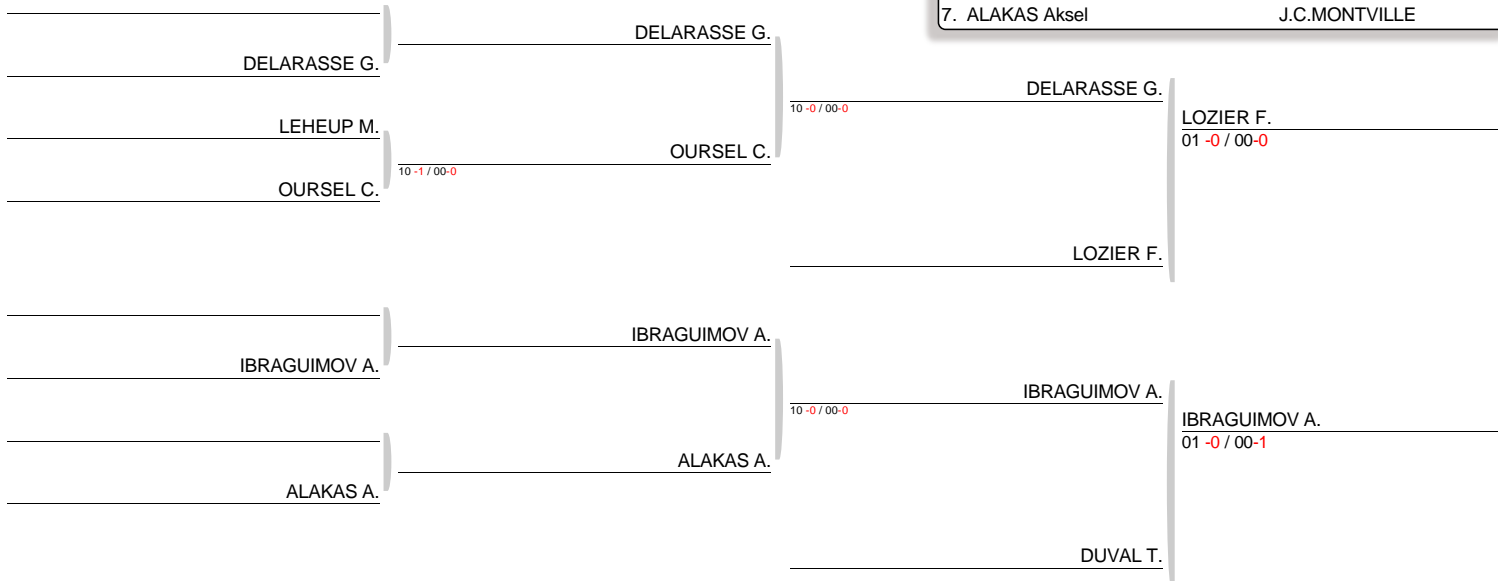 7. ALAKAS Aksel J.C.MONTVILLE
DELARASSE G.
DELARASSE G.
DELARASSE G.
10 -0 / 00-0
LOZIER F.
01 -0 / 00-0
LEHEUP M.
OURSEL C.
10 -1 / 00-0
OURSEL C.
LOZIER F.
IBRAGUIMOV A.
IBRAGUIMOV A.
IBRAGUIMOV A.
10 -0 / 00-0
IBRAGUIMOV A.
01 -0 / 00-1
ALAKAS A.
ALAKAS A.
DUVAL T.